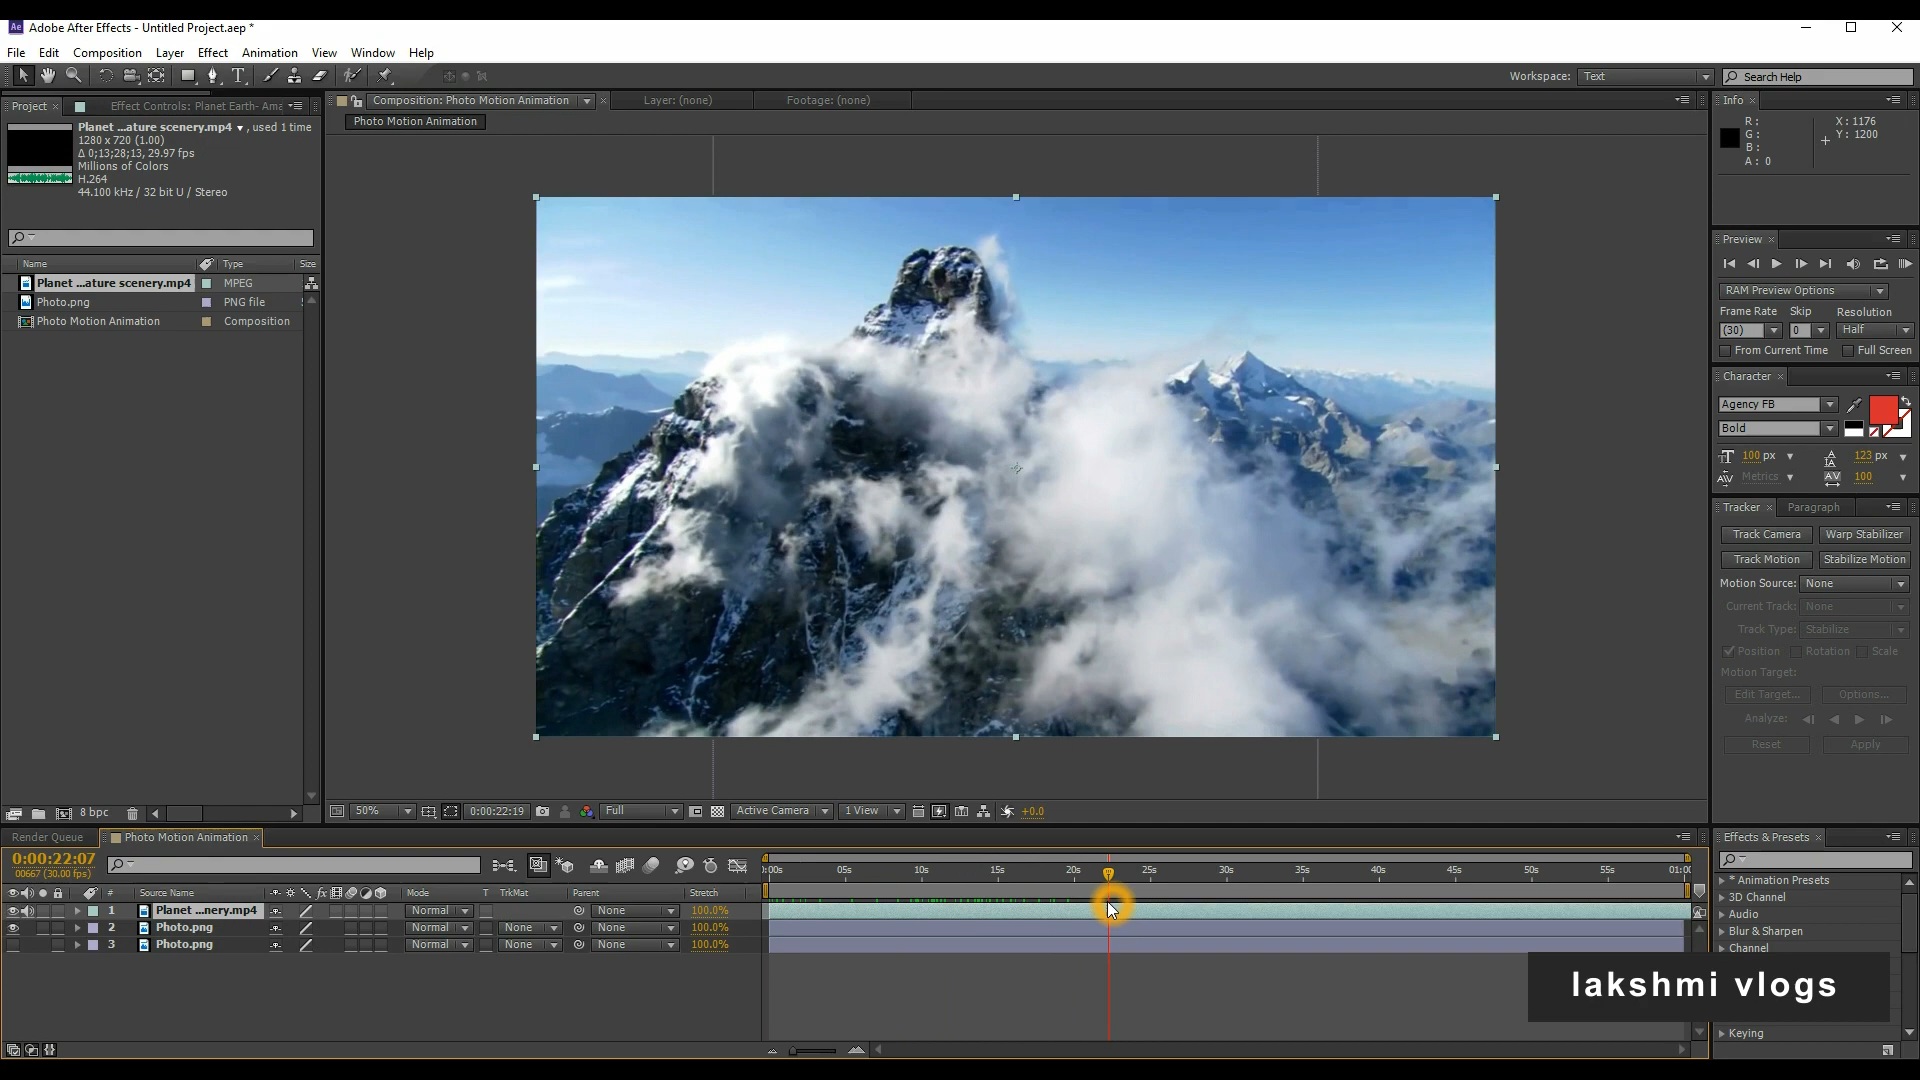 Ae Adobe After Effects - Untitled Project.aep *
File Edit Composition Layer Effect Animation View Window Help
Workspace: Text Search Help
Project Effect Controls: Planet Earth- Ama
Composition: Photo Motion Animation Layer: (none) Footage: (none)
Photo Motion Animation
Planet ...ature scenery.mp4 , used 1 time
1280 x 720 (1.00)
Δ 0;13;28;13, 29.97 fps
Millions of Colors
H.264
44.100 kHz / 32 bit U / Stereo
Name Type Size
Planet ...ature scenery.mp4 MPEG
Photo.png PNG file
Photo Motion Animation Composition
8 bpc
50% 0:00:22:19 Full Active Camera 1 View +0.0
Info
R : X : 1176
G : Y : 1200
B :
A : 0
Preview
RAM Preview Options
Frame Rate Skip Resolution
(30) 0 Half
From Current Time Full Screen
Character
Agency FB
Bold
100 px 123 px
Metrics 100
Tracker Paragraph
Track Camera Warp Stabilizer
Track Motion Stabilize Motion
Motion Source: None
Current Track: None
Track Type: Stabilize
Position Rotation Scale
Motion Target:
Edit Target... Options...
Analyze:
Reset Apply
Render Queue Photo Motion Animation
0:00:22:07
00667 (30.00 fps)
05s 10s 15s 20s 25s 30s 35s 40s 45s 50s 55s
# Source Name fx Mode T TrkMat Parent Stretch
1 Planet ...nery.mp4 Normal None 100.0%
2 Photo.png Normal None None 100.0%
3 Photo.png Normal None None 100.0%
Effects & Presets
* Animation Presets
3D Channel
Audio
Blur & Sharpen
Channel
Keying
lakshmi vlogs